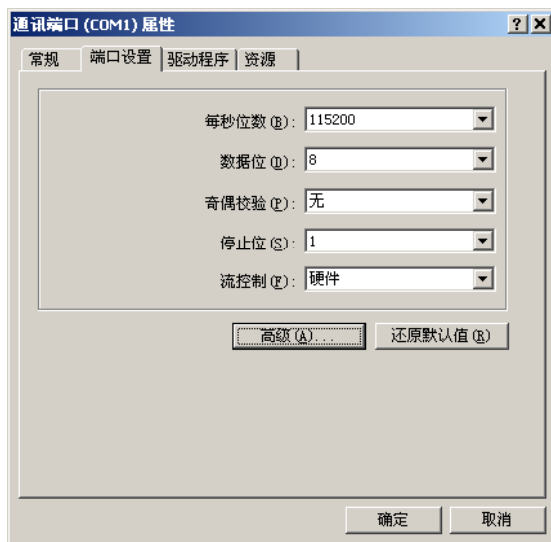 通讯端口 (COM1) 属性
常规 端口设置 驱动程序 资源
每秒位数(B): 115200
数据位(D): 8
奇偶校验(P): 无
停止位(S): 1
流控制(F): 硬件
高级(A)... 还原默认值(R)
确定 取消